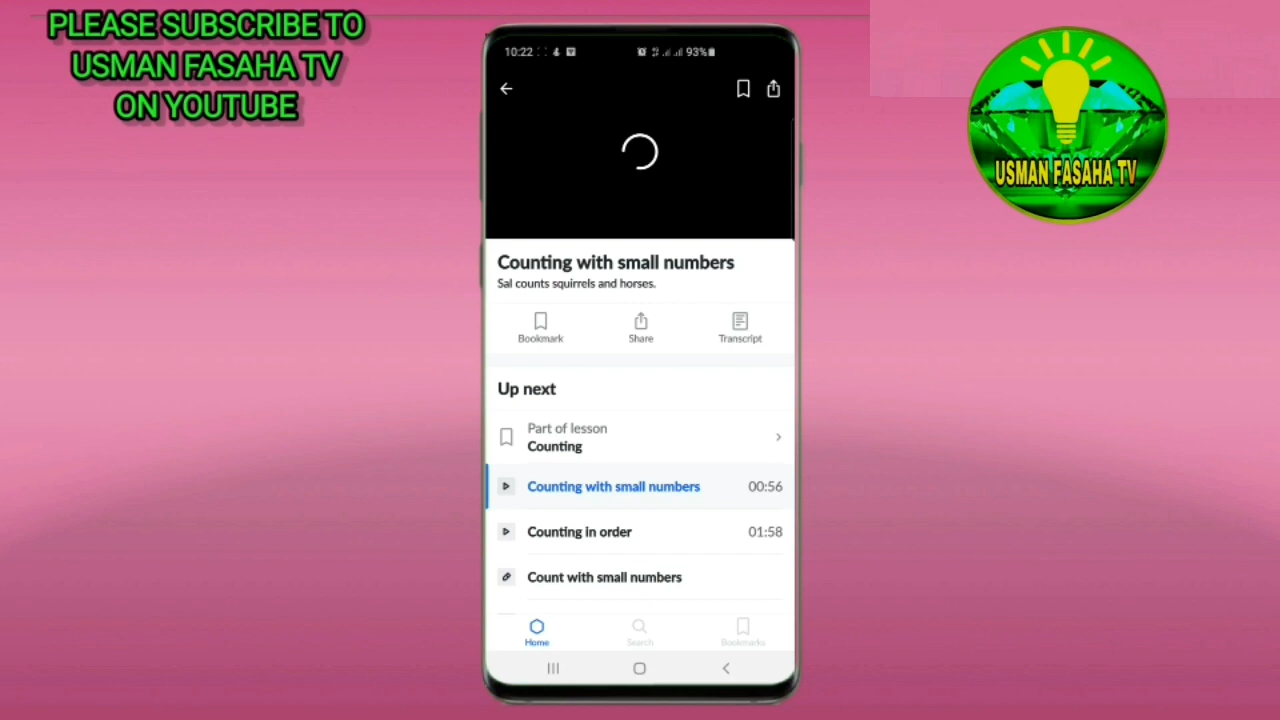 PLEASE SUBSCRIBE TO
USMAN FASAHA TV
ON YOUTUBE
USMAN FASAHA TV
10:22
93%
Counting with small numbers
Sal counts squirrels and horses.
Bookmark
Share
Transcript
Up next
Part of lesson
Counting
Counting with small numbers 00:56
Counting in order 01:58
Count with small numbers
Home
Search
Bookmarks